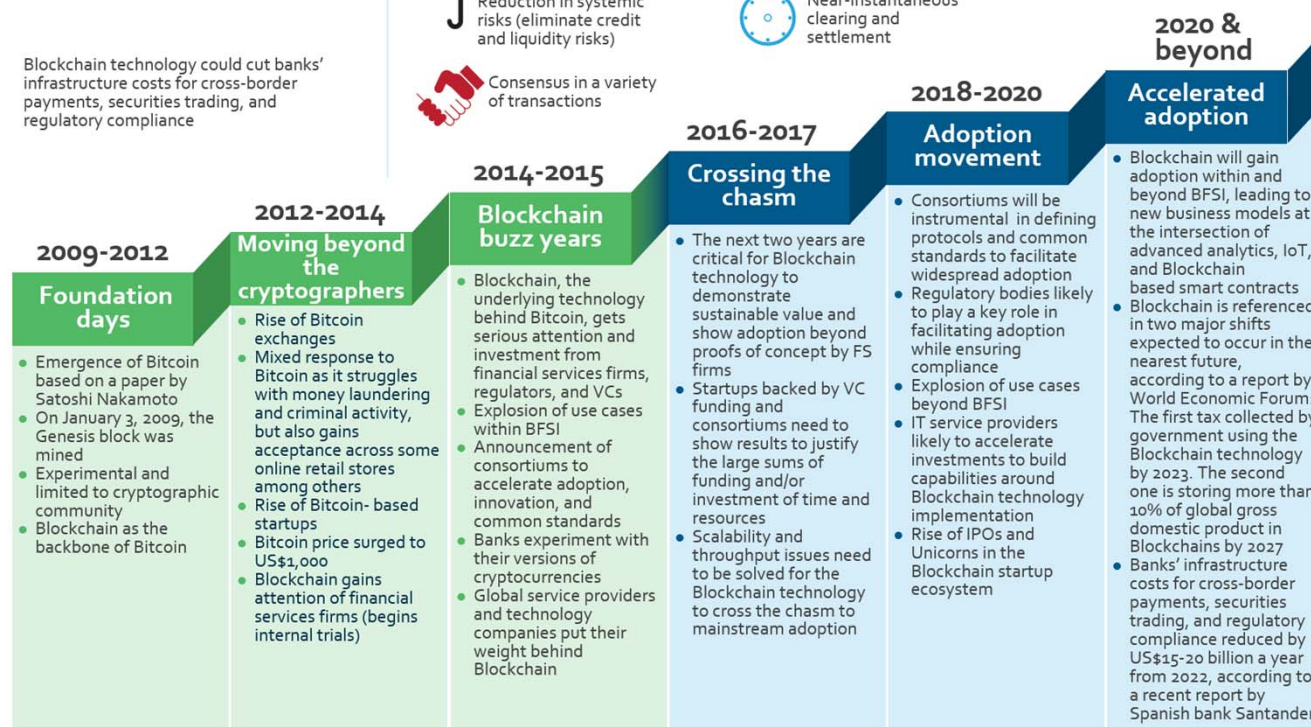 Blockchain technology could cut banks'
infrastructure costs for cross-border
payments, securities trading, and
regulatory compliance
Reduction in systemic
risks (eliminate credit
and liquidity risks)
Consensus in a variety
of transactions
Near-instantaneous
clearing and
settlement
2009-2012
Foundation
days
• Emergence of Bitcoin
based on a paper by
Satoshi Nakamoto
• On January 3, 2009, the
Genesis block was
mined
• Experimental and
limited to cryptographic
community
• Blockchain as the
backbone of Bitcoin
2012-2014
Moving beyond
the
cryptographers
• Rise of Bitcoin
exchanges
• Mixed response to
Bitcoin as it struggles
with money laundering
and criminal activity,
but also gains
acceptance across some
online retail stores
among others
• Rise of Bitcoin- based
startups
• Bitcoin price surged to
US$1,000
• Blockchain gains
attention of financial
services firms (begins
internal trials)
2014-2015
Blockchain
buzz years
• Blockchain, the
underlying technology
behind Bitcoin, gets
serious attention and
investment from
financial services firms,
regulators, and VCs
• Explosion of use cases
within BFSI
• Announcement of
consortiums to
accelerate adoption,
innovation, and
common standards
• Banks experiment with
their versions of
cryptocurrencies
• Global service providers
and technology
companies put their
weight behind
Blockchain
2016-2017
Crossing the
chasm
• The next two years are
critical for Blockchain
technology to
demonstrate
sustainable value and
show adoption beyond
proofs of concept by FS
firms
• Startups backed by VC
funding and
consortiums need to
show results to justify
the large sums of
funding and/or
investment of time and
resources
• Scalability and
throughput issues need
to be solved for the
Blockchain technology
to cross the chasm to
mainstream adoption
2018-2020
Adoption
movement
• Consortiums will be
instrumental in defining
protocols and common
standards to facilitate
widespread adoption
• Regulatory bodies likely
to play a key role in
facilitating adoption
while ensuring
compliance
• Explosion of use cases
beyond BFSI
• IT service providers
likely to accelerate
investments to build
capabilities around
Blockchain technology
implementation
• Rise of IPOs and
Unicorns in the
Blockchain startup
ecosystem
2020 &
beyond
Accelerated
adoption
• Blockchain will gain
adoption within and
beyond BFSI, leading to
new business models at
the intersection of
advanced analytics, IoT,
and Blockchain
based smart contracts
• Blockchain is referenced
in two major shifts
expected to occur in the
nearest future,
according to a report by
World Economic Forum.
The first tax collected by
government using the
Blockchain technology
by 2023. The second
one is storing more than
10% of global gross
domestic product in
Blockchains by 2027
• Banks' infrastructure
costs for cross-border
payments, securities
trading, and regulatory
compliance reduced by
US$15-20 billion a year
from 2022, according to
a recent report by
Spanish bank Santander